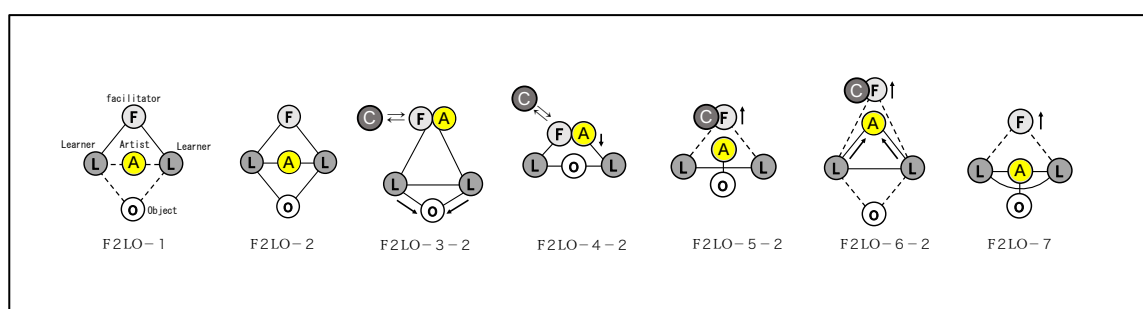 facilitator
F
Learner
Artist
Learner
L
A
L
O
Object
F2LO－1
F
L
A
L
O
F2LO－2
C
F
A
L
L
O
F2LO－3－2
C
F
A
L
O
L
F2LO－4－2
C
F
A
L
L
O
F2LO－5－2
C
F
A
L
L
O
F2LO－6－2
F
L
A
L
O
F2LO－7